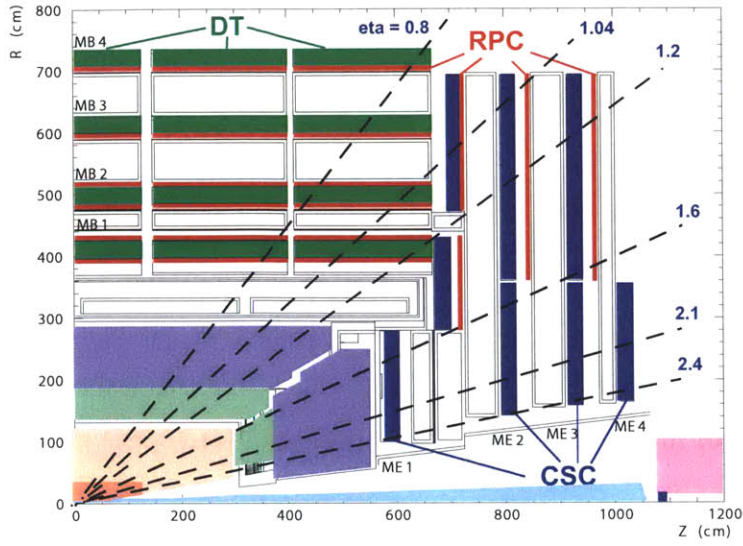 R (cm)
800
700
600
500
400
300
200
100
0
MB 4
MB 3
MB 2
MB 1
DT
eta = 0.8
RPC
1.04
1.2
1.6
2.1
2.4
ME 1
ME 2
ME 3
ME 4
CSC
0
200
400
600
800
1000
1200
Z (cm)